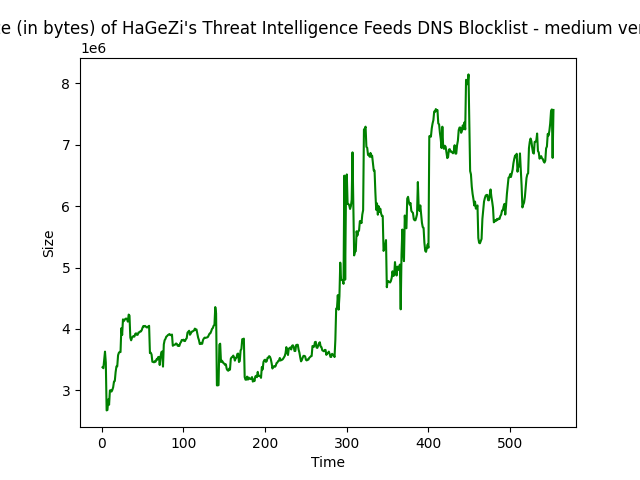 (in bytes) of HaGeZi's Threat Intelligence Feeds DNS Blocklist - medium
1e6
8
7
6
5
4
3
Size
0 100 200 300 400 500
Time